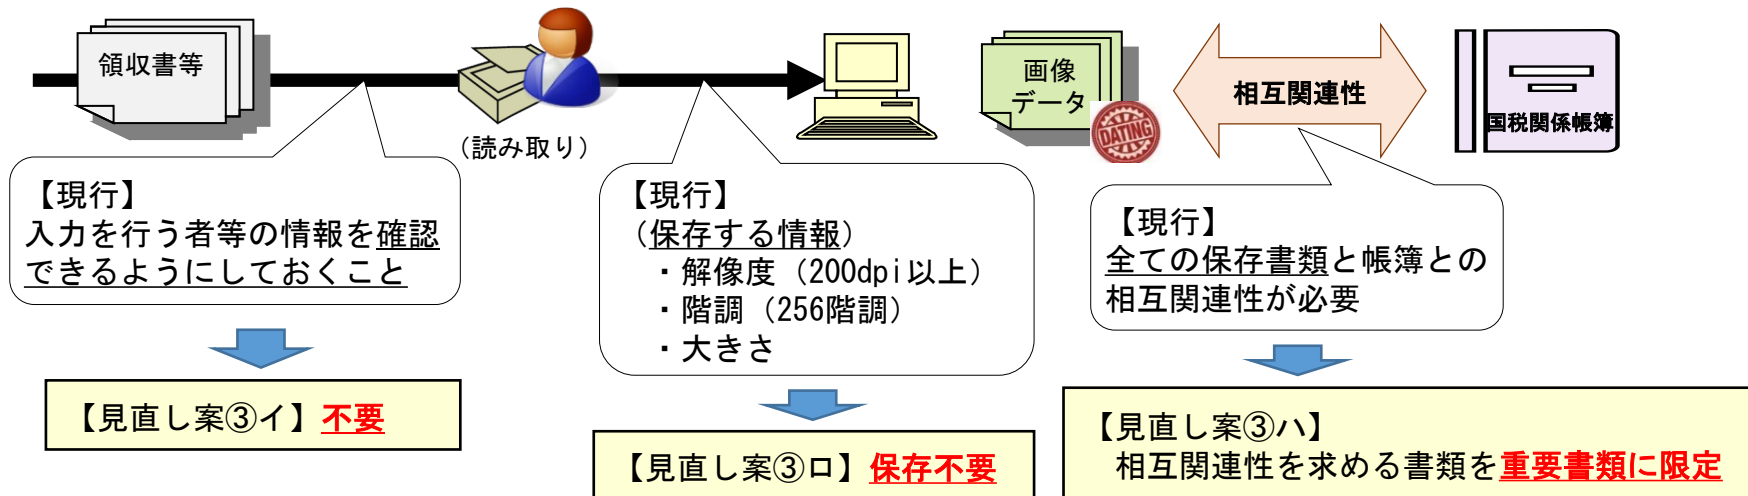 領収書等
(読み取り)
画像
データ
DATING
相互関連性
国税関係帳簿
【現行】
入力を行う者等の情報を確認
できるようにしておくこと
【現行】
(保存する情報)
・解像度(200dpi以上)
・階調(256階調)
・大きさ
【現行】
全ての保存書類と帳簿との
相互関連性が必要
【見直し案③イ】不要
【見直し案③ロ】保存不要
【見直し案③ハ】
相互関連性を求める書類を重要書類に限定